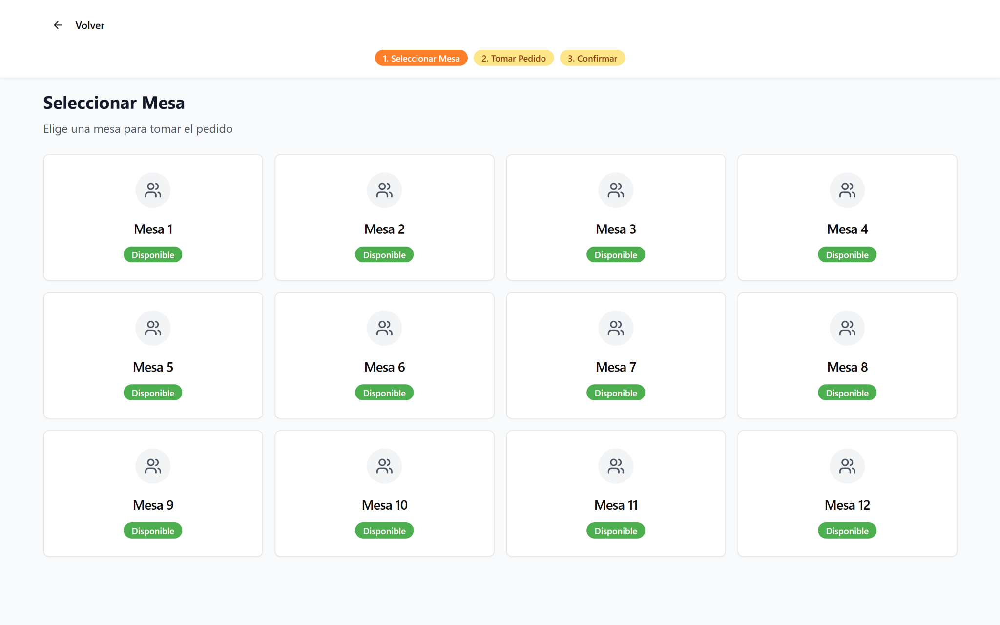 Volver
1. Seleccionar Mesa 2. Tomar Pedido 3. Confirmar
Seleccionar Mesa
Elige una mesa para tomar el pedido
Mesa 1 Mesa 2 Mesa 3 Mesa 4
Disponible Disponible Disponible Disponible
Mesa 5 Mesa 6 Mesa 7 Mesa 8
Disponible Disponible Disponible Disponible
Mesa 9 Mesa 10 Mesa 11 Mesa 12
Disponible Disponible Disponible Disponible